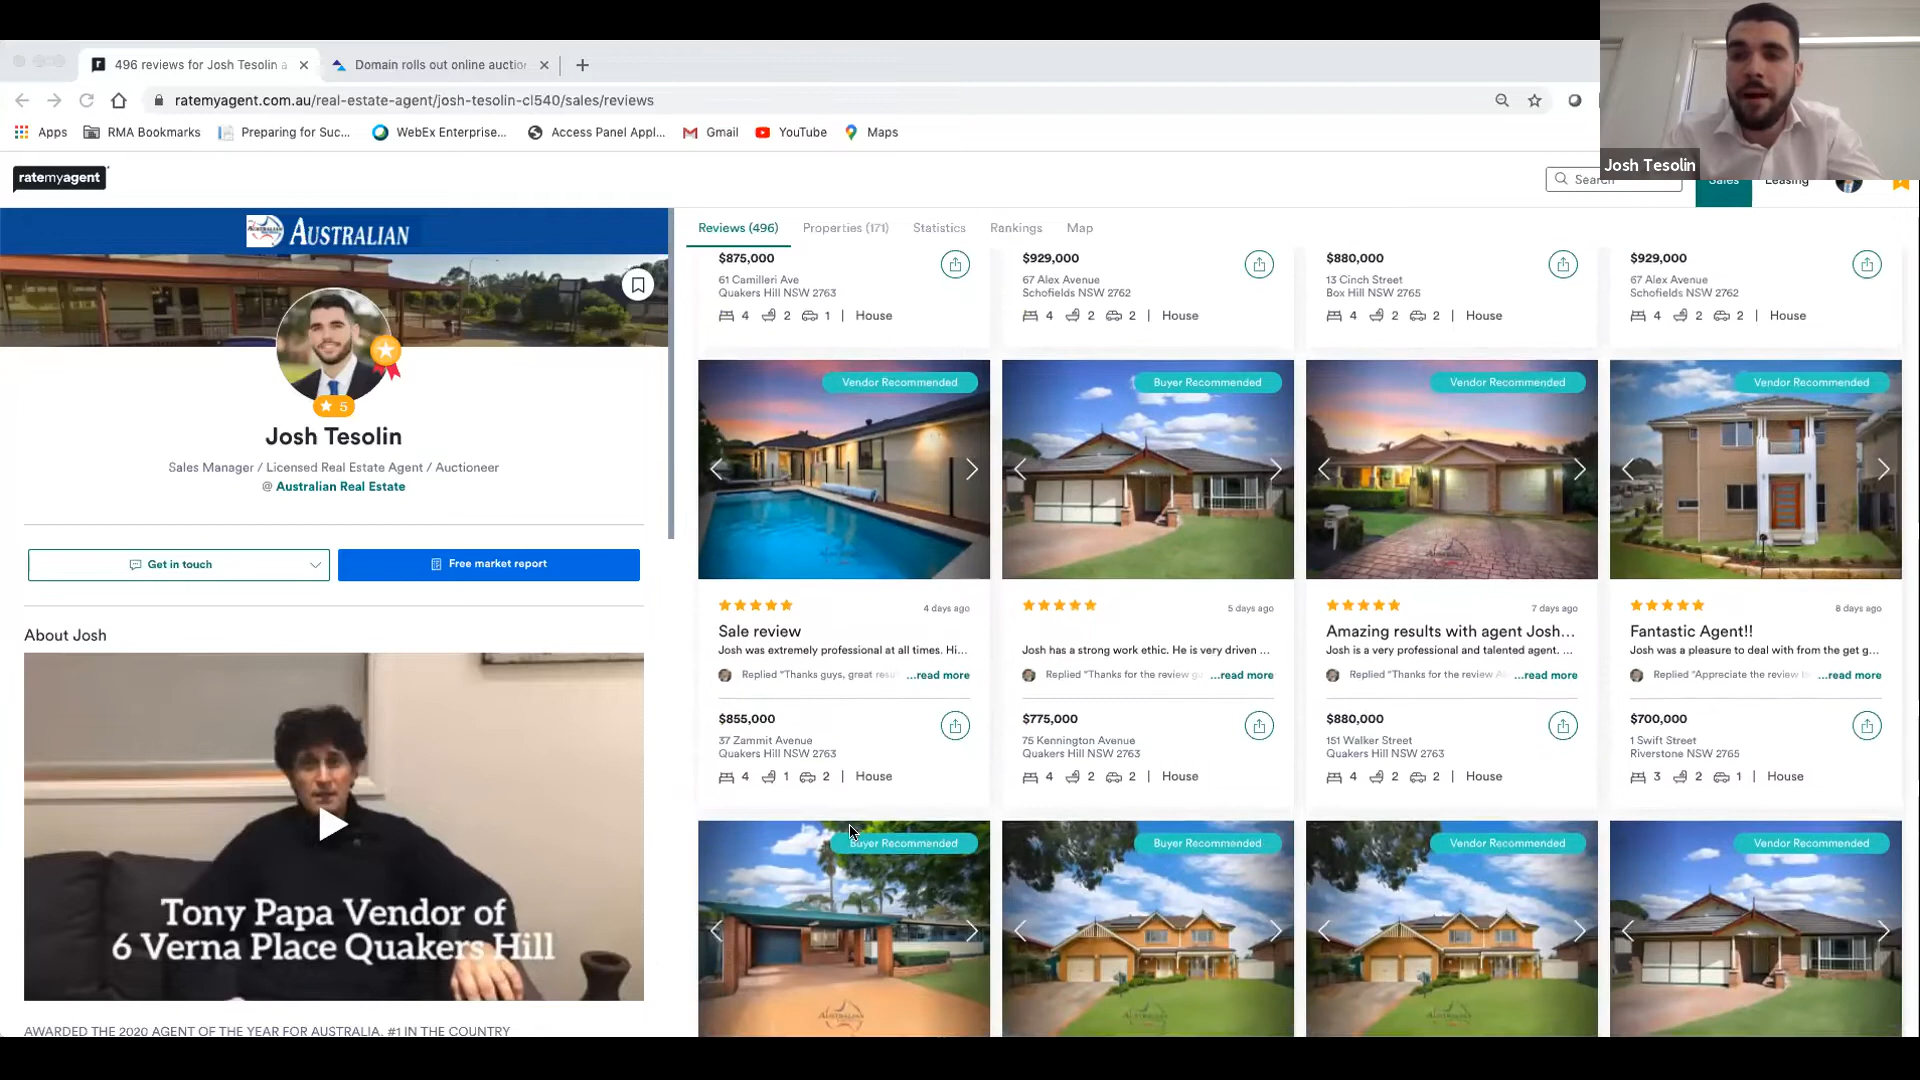 496 reviews for Josh Tesolin a
Domain rolls out online auction
ratemyagent.com.au/real-estate-agent/josh-tesolin-cl540/sales/reviews
Apps
RMA Bookmarks
Preparing for Suc...
WebEx Enterprise...
Access Panel Appl...
Gmail
YouTube
Maps
Josh Tesolin
ratemyagent
Search
Sales
Leasing
AUSTRALIAN
Reviews (496)
Properties (171)
Statistics
Rankings
Map
$875,000
61 Camilleri Ave
Quakers Hill NSW 2763
4 2 1 | House
$929,000
67 Alex Avenue
Schofields NSW 2762
4 2 2 | House
$880,000
13 Cinch Street
Box Hill NSW 2765
4 2 2 | House
$929,000
67 Alex Avenue
Schofields NSW 2762
4 2 2 | House
5
Josh Tesolin
Sales Manager / Licensed Real Estate Agent / Auctioneer
@ Australian Real Estate
Get in touch
Free market report
About Josh
Tony Papa Vendor of
6 Verna Place Quakers Hill
AWARDED THE 2020 AGENT OF THE YEAR FOR AUSTRALIA. #1 IN THE COUNTRY
Vendor Recommended
4 days ago
Sale review
Josh was extremely professional at all times. Hi...
Replied "Thanks guys, great resu
...read more
$855,000
37 Zammit Avenue
Quakers Hill NSW 2763
4 1 2 | House
Buyer Recommended
5 days ago
Josh has a strong work ethic. He is very driven ...
Replied "Thanks for the review gu
...read more
$775,000
75 Kennington Avenue
Quakers Hill NSW 2763
4 2 2 | House
Vendor Recommended
7 days ago
Amazing results with agent Josh...
Josh is a very professional and talented agent. ...
Replied "Thanks for the review Al
...read more
$880,000
151 Walker Street
Quakers Hill NSW 2763
4 2 2 | House
Vendor Recommended
8 days ago
Fantastic Agent!!
Josh was a pleasure to deal with from the get g...
Replied "Appreciate the review
...read more
$700,000
1 Swift Street
Riverstone NSW 2765
3 2 1 | House
Buyer Recommended
Buyer Recommended
Vendor Recommended
Vendor Recommended